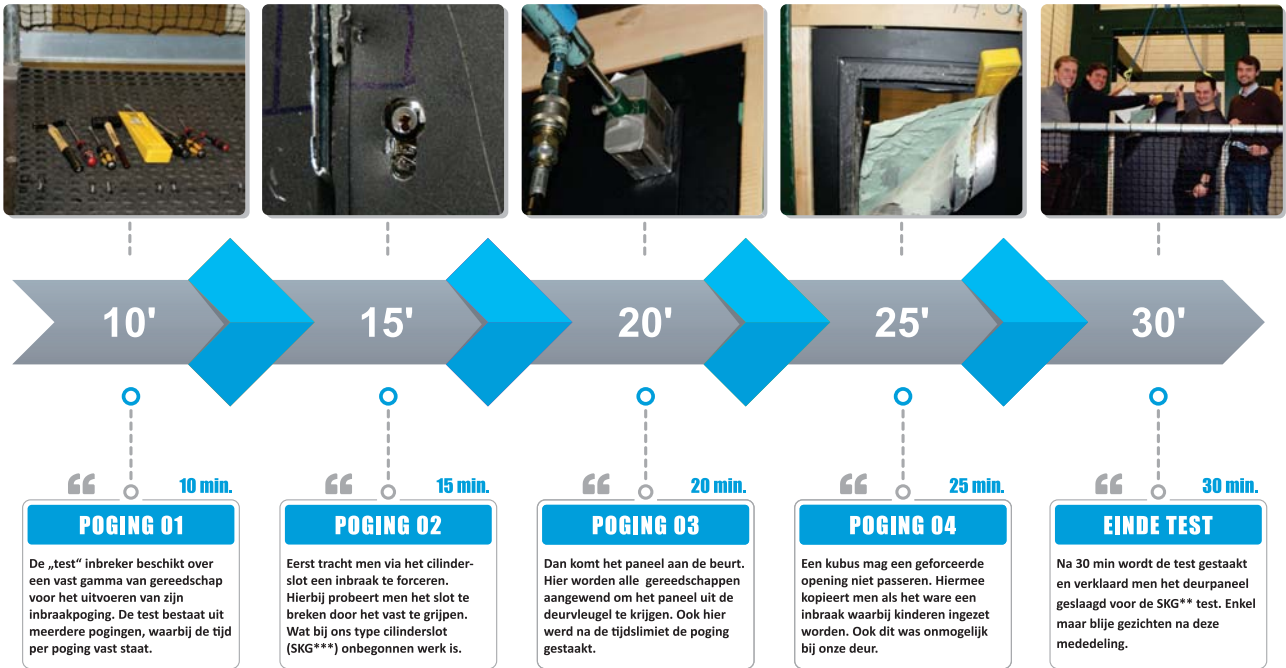 10'
15'
20'
25'
30'
10 min.
POGING 01
De „test“ inbreker beschikt over
een vast gamma van gereedschap
voor het uitvoeren van zijn
inbraakpoging. De test bestaat uit
meerdere pogingen, waarbij de tijd
per poging vast staat.
15 min.
POGING 02
Eerst tracht men via het cilinder-
slot een inbraak te forceren.
Hierbij probeert men het slot te
breken door het vast te grijpen.
Wat bij ons type cilinderslot
(SKG***) onbegonnen werk is.
20 min.
POGING 03
Dan komt het paneel aan de beurt.
Hier worden alle gereedschappen
aangewend om het paneel uit de
deurvleugel te krijgen. Ook hier
werd na de tijdslimiet de poging
gestaakt.
25 min.
POGING 04
Een kubus mag een geforceerde
opening niet passeren. Hiermee
kopieert men als het ware een
inbraak waarbij kinderen ingezet
worden. Ook dit was onmogelijk
bij onze deur.
30 min.
EINDE TEST
Na 30 min wordt de test gestaakt
en verklaard men het deurpaneel
geslaagd voor de SKG** test. Enkel
maar blije gezichten na deze
mededeling.